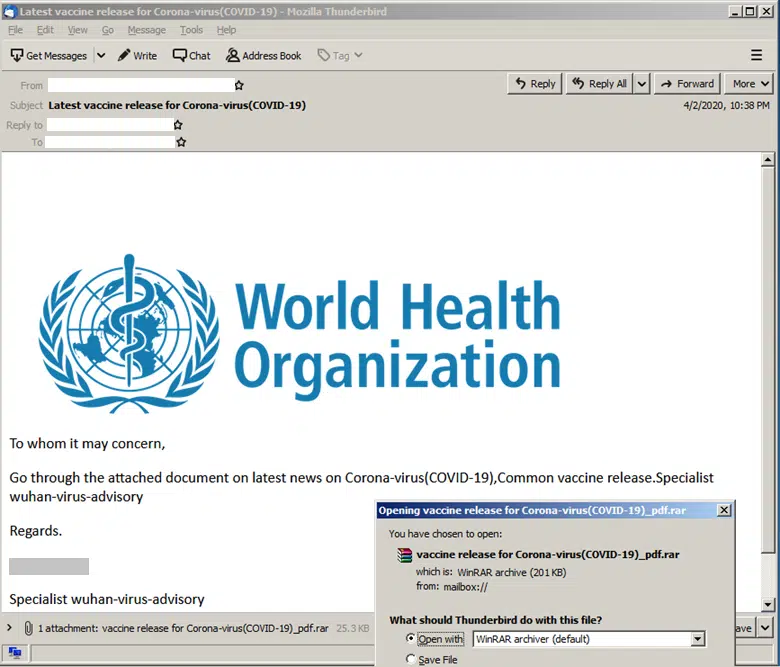 Latest vaccine release for Corona-virus(COVID-19) - Mozilla Thunderbird
File Edit View Go Message Tools Help
Get Messages Write Chat Address Book Tag
From
Reply Reply All Forward More
Subject Latest vaccine release for Corona-virus(COVID-19)
4/2/2020, 10:38 PM
Reply to
To
World Health
Organization
To whom it may concern,
Go through the attached document on latest news on Corona-virus(COVID-19),Common vaccine release.Specialist
wuhan-virus-advisory
Regards.
Specialist wuhan-virus-advisory
1 attachment: vaccine release for Corona-virus(COVID-19)_pdf.rar 25.3 KB
ave
Opening vaccine release for Corona-virus(COVID-19)_pdf.rar
You have chosen to open:
vaccine release for Corona-virus(COVID-19)_pdf.rar
which is: WinRAR archive (201 KB)
from: mailbox://
What should Thunderbird do with this file?
Open with WinRAR archiver (default)
Save File